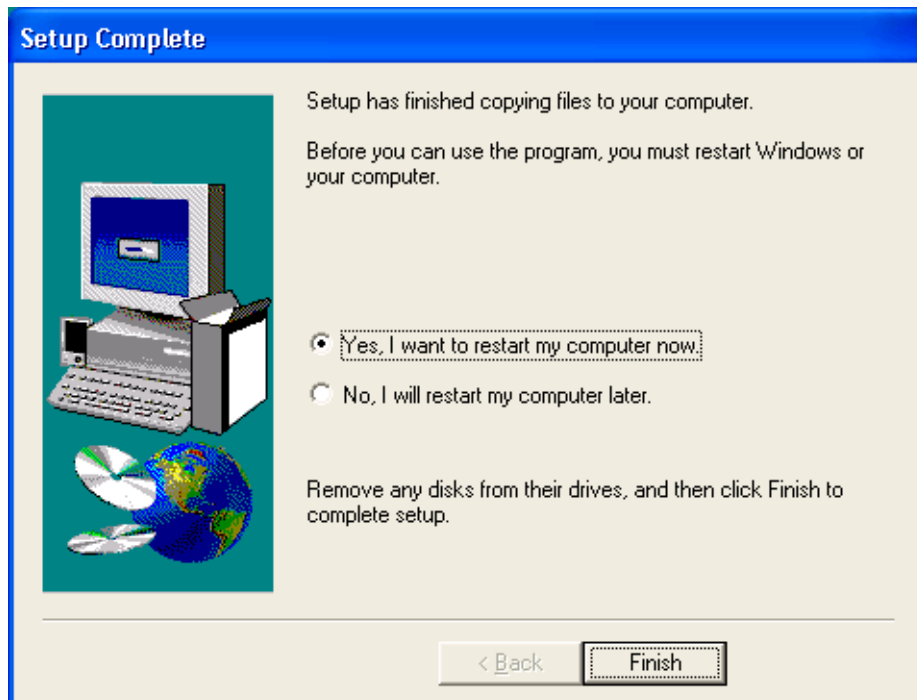 Setup Complete
Setup has finished copying files to your computer.
Before you can use the program, you must restart Windows or
your computer.
Yes, I want to restart my computer now.
No, I will restart my computer later.
Remove any disks from their drives, and then click Finish to
complete setup.
< Back
Finish